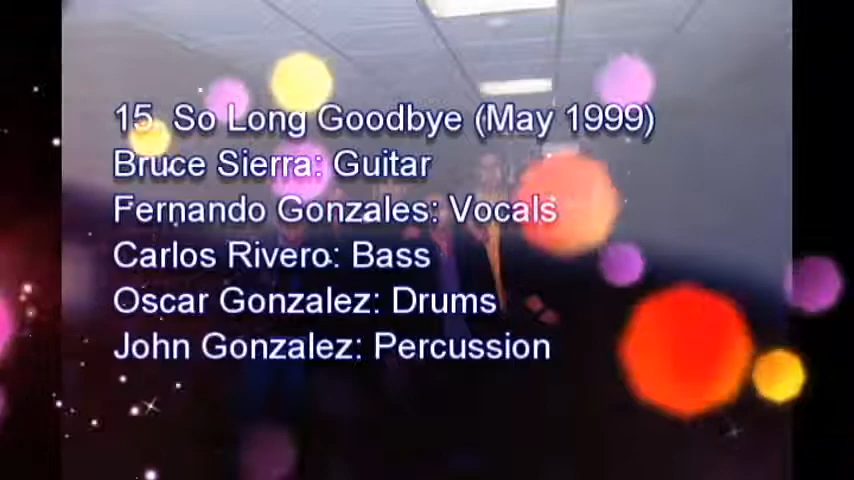 15. So Long Goodbye (May 1999)
Bruce Sierra: Guitar
Fernando Gonzales: Vocals
Carlos Rivero: Bass
Oscar Gonzalez: Drums
John Gonzalez: Percussion